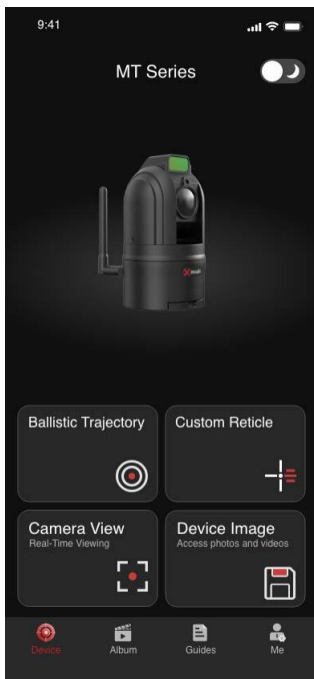 9:41
MT Series
Ballistic Trajectory
Custom Reticle
Camera View
Real-Time Viewing
Device Image
Access photos and videos
Device
Album
Guides
Me